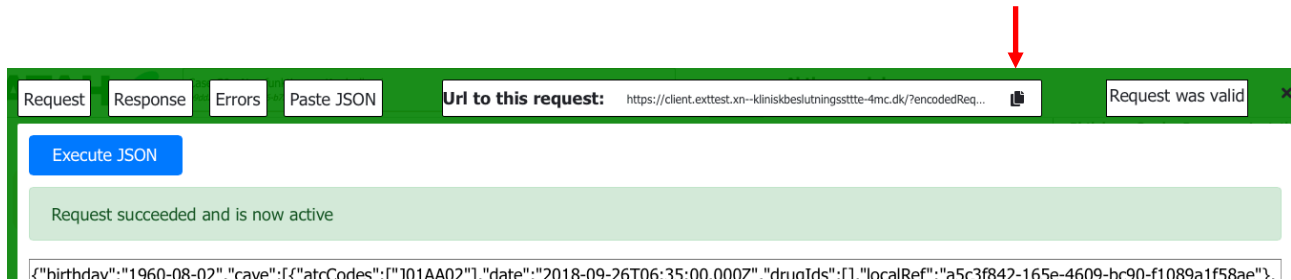 Request Response Errors Paste JSON Url to this request: https://client.exttest.xn--kliniskbeslutningssttte-4mc.dk/?encodedReq... Request was valid ×
Execute JSON
Request succeeded and is now active
{"birthday":"1960-08-02","cave":[{"atcCodes":["J01AA02"],"date":"2018-09-26T06:35:00.000Z","drugIds":[],"localRef":"a5c3f842-165e-4609-bc90-f1089a1f58ae"},